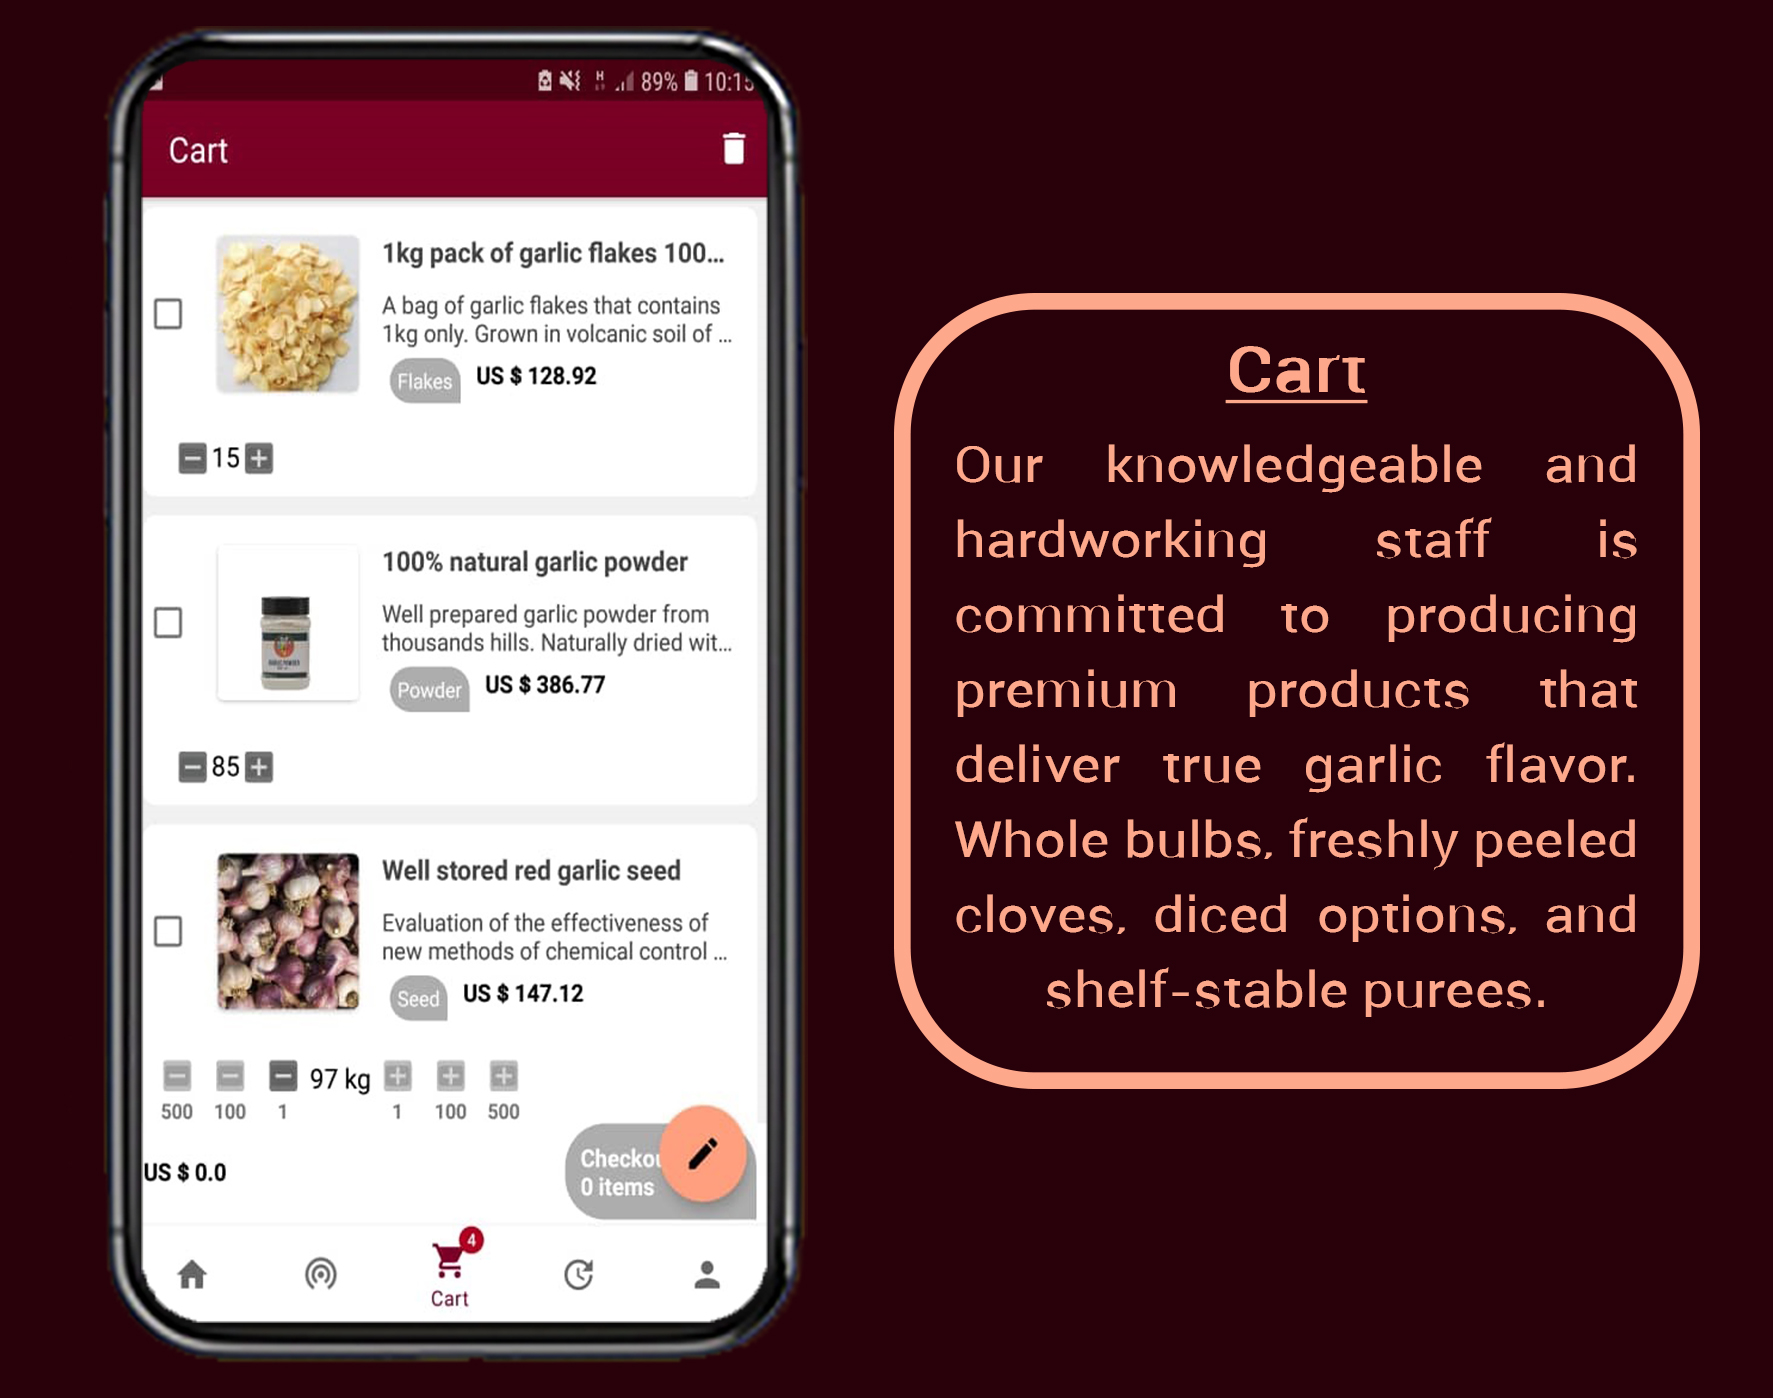 89% 10:15
Cart
1kg pack of garlic flakes 100...
A bag of garlic flakes that contains
1kg only. Grown in volcanic soil of ...
Flakes US $ 128.92
15
100% natural garlic powder
Well prepared garlic powder from
thousands hills. Naturally dried wit...
Powder US $ 386.77
85
Well stored red garlic seed
Evaluation of the effectiveness of
new methods of chemical control ...
Seed US $ 147.12
97 kg
500 100 1 1 100 500
US $ 0.0
Checkou
0 items
4
Cart
Cart
Our knowledgeable and
hardworking staff is
committed to producing
premium products that
deliver true garlic flavor.
Whole bulbs, freshly peeled
cloves, diced options, and
shelf-stable purees.